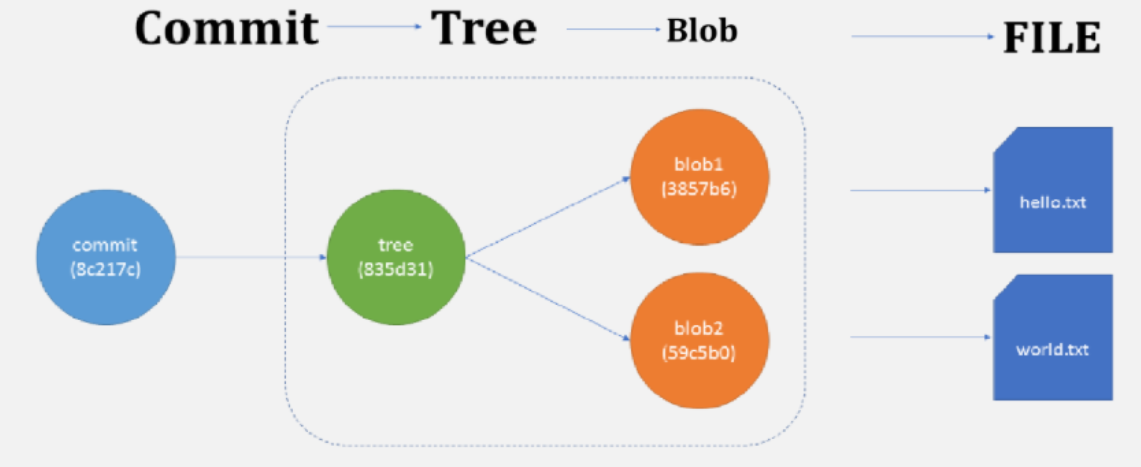 Commit
Tree
Blob
FILE
commit
(8c217c)
tree
(835d31)
blob1
(3857b6)
blob2
(59c5b0)
hello.txt
world.txt